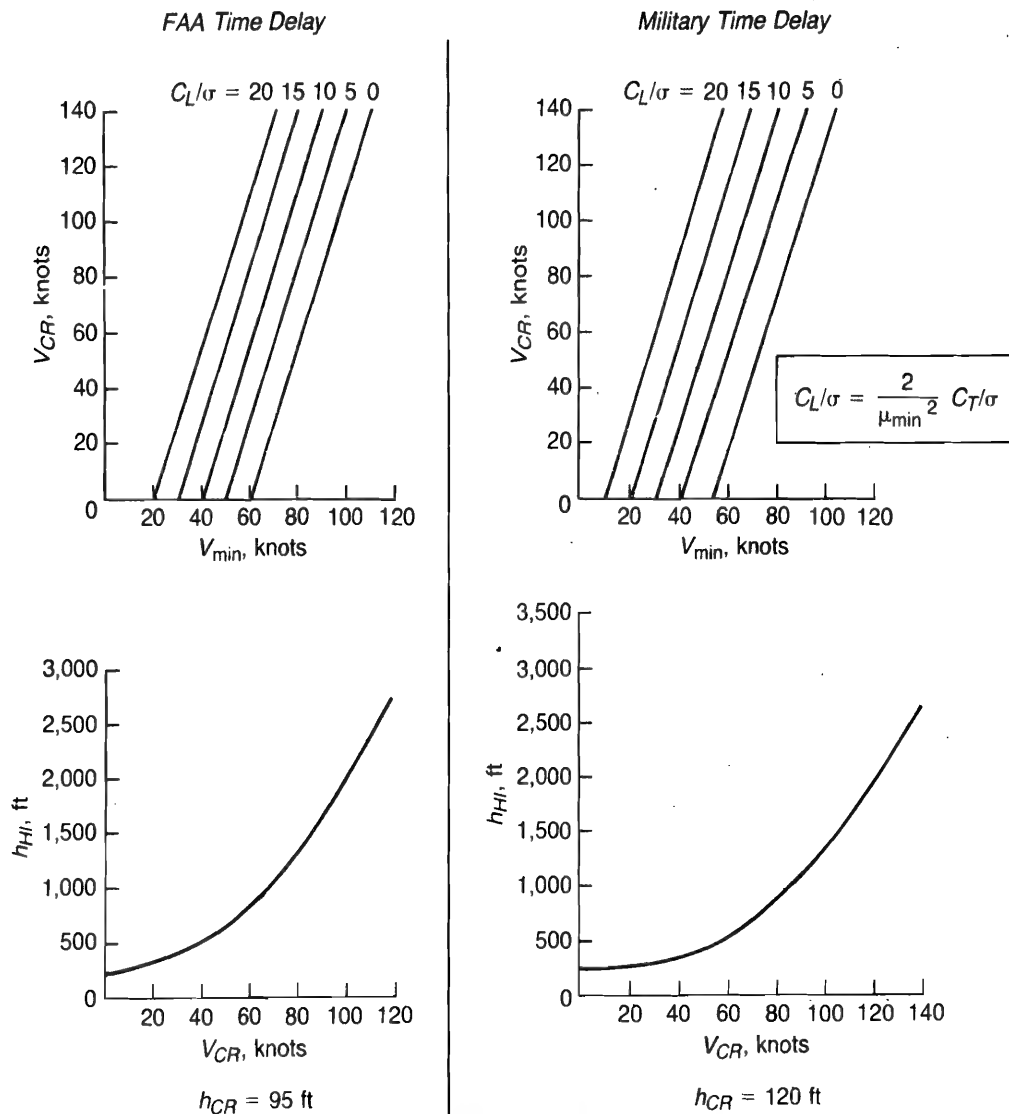 FAA Time Delay
C_L/σ = 20 15 10 5 0
140
120
100
80
60
40
20
0
V_CR, knots
20 40 60 80 100 120
V_min, knots
3,000
2,500
2,000
1,500
1,000
500
0
h_HI, ft
20 40 60 80 100 120
V_CR, knots
h_CR = 95 ft
Military Time Delay
C_L/σ = 20 15 10 5 0
140
120
100
80
60
40
20
0
V_CR, knots
20 40 60 80 100 120
V_min, knots
C_L/σ = 2/μ_min² C_T/σ
3,500
3,000
2,500
2,000
1,500
1,000
500
0
h_HI, ft
20 40 60 80 100 120 140
V_CR, knots
h_CR = 120 ft